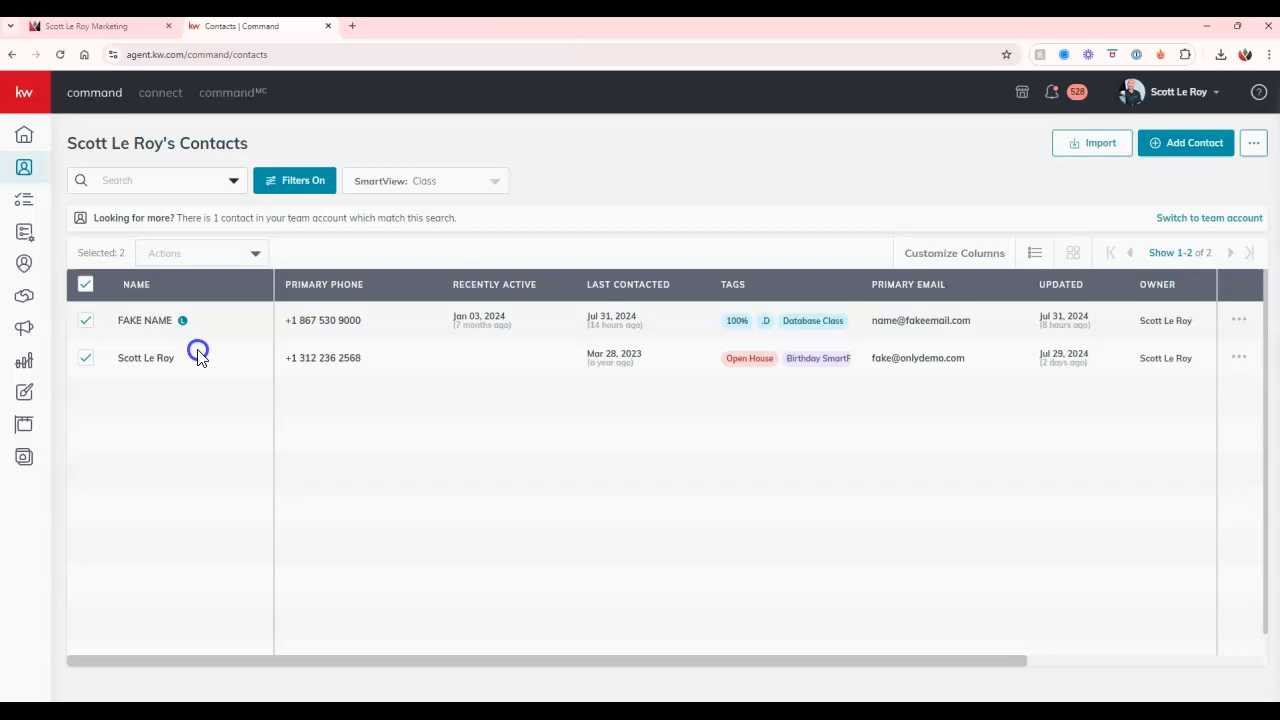 Scott Le Roy Marketing
kw Contacts | Command
agent.kw.com/command/contacts
kw command connect command MC 528 Scott Le Roy
Scott Le Roy's Contacts
Import
Add Contact
Search
Filters On
SmartView: Class
Looking for more? There is 1 contact in your team account which match this search.
Switch to team account
Selected: 2
Actions
Customize Columns
Show 1-2 of 2
NAME PRIMARY PHONE RECENTLY ACTIVE LAST CONTACTED TAGS PRIMARY EMAIL UPDATED OWNER
FAKE NAME L +1 867 530 9000 Jan 03, 2024 Jul 31, 2024 100% .D Database Class name@fakeemail.com Jul 31, 2024 Scott Le Roy
(7 months ago) (14 hours ago) (8 hours ago)
Scott Le Roy +1 312 236 2568 Mar 28, 2023 Open House Birthday SmartP fake@onlydemo.com Jul 29, 2024 Scott Le Roy
(a year ago) (2 days ago)